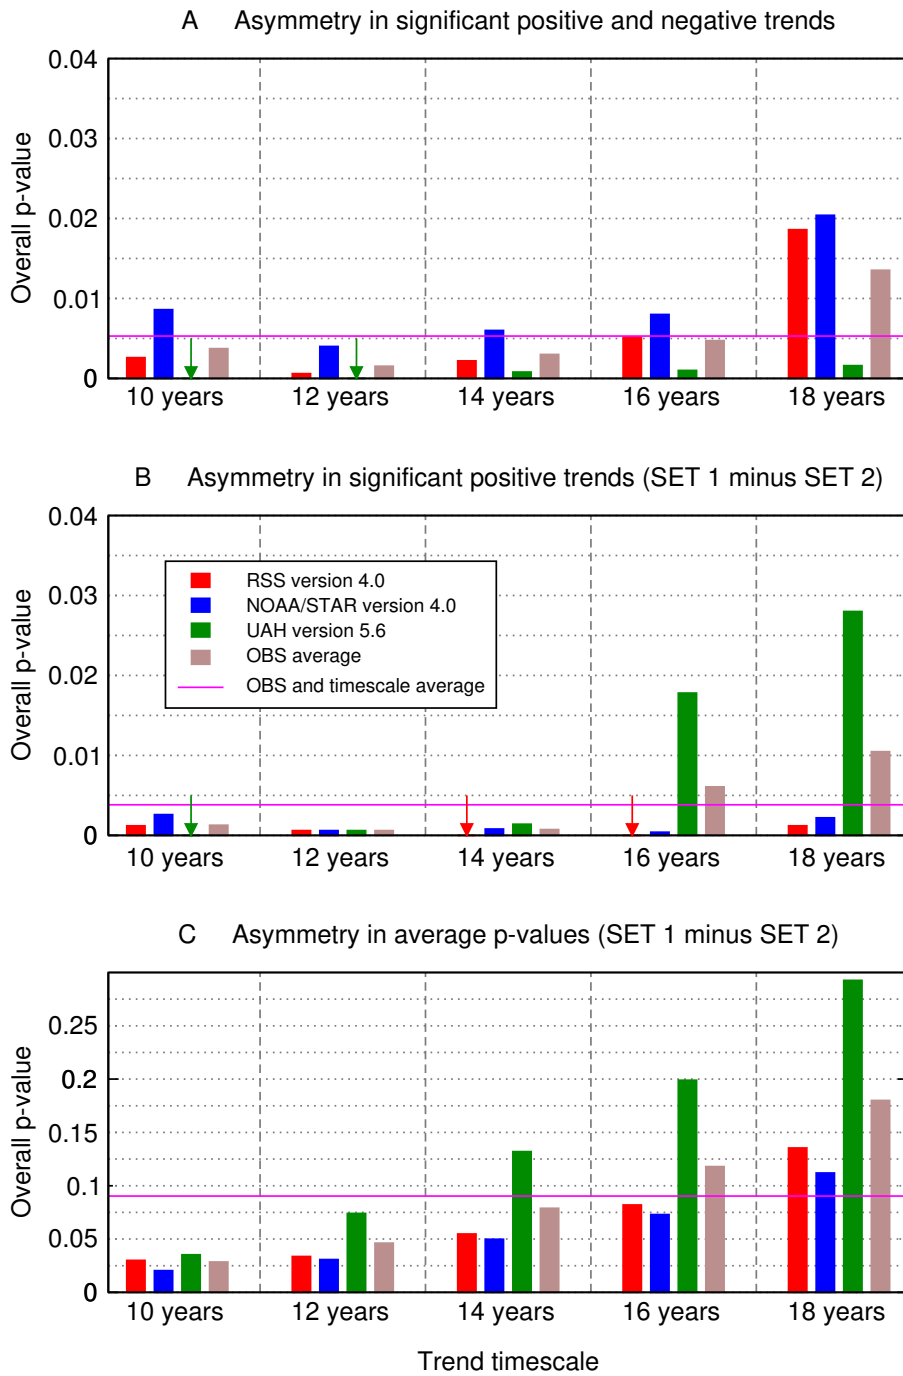 A Asymmetry in significant positive and negative trends
0.04
0.03
0.02
0.01
0
Overall p-value
10 years 12 years 14 years 16 years 18 years
B Asymmetry in significant positive trends (SET 1 minus SET 2)
0.04
0.03
0.02
0.01
0
Overall p-value
RSS version 4.0
NOAA/STAR version 4.0
UAH version 5.6
OBS average
OBS and timescale average
10 years 12 years 14 years 16 years 18 years
C Asymmetry in average p-values (SET 1 minus SET 2)
0.25
0.2
0.15
0.1
0.05
0
Overall p-value
10 years 12 years 14 years 16 years 18 years
Trend timescale